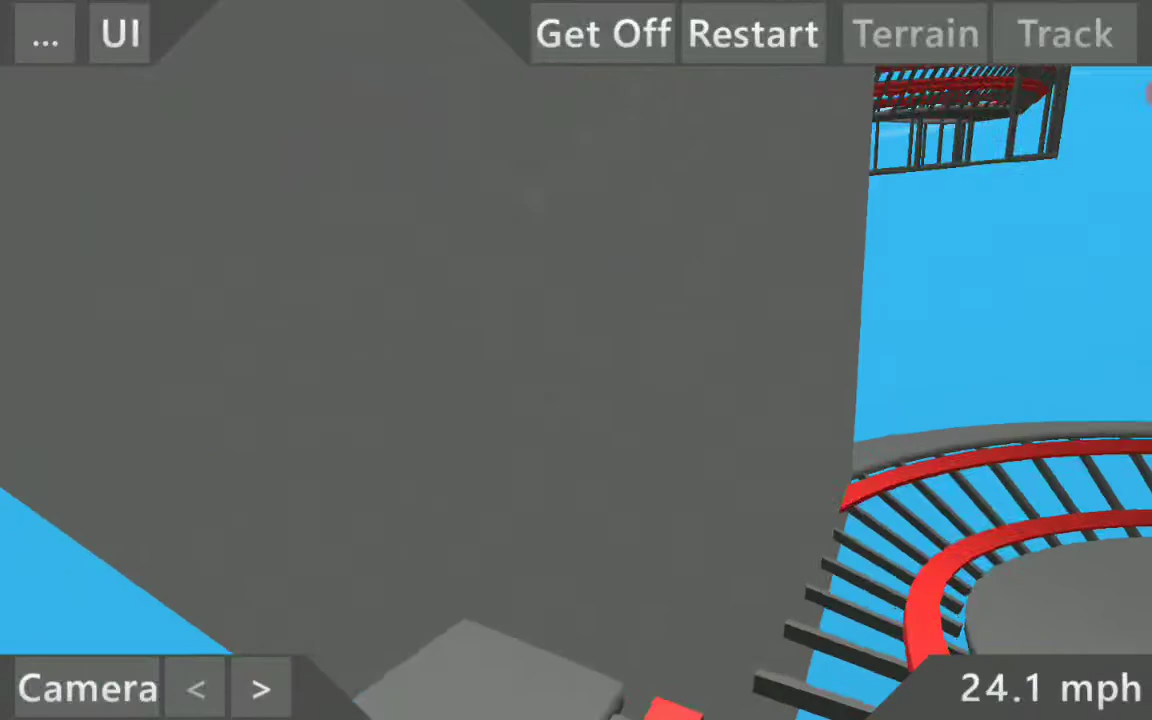 ... UI Get Off Restart Terrain Track
Camera < > 24.1 mph